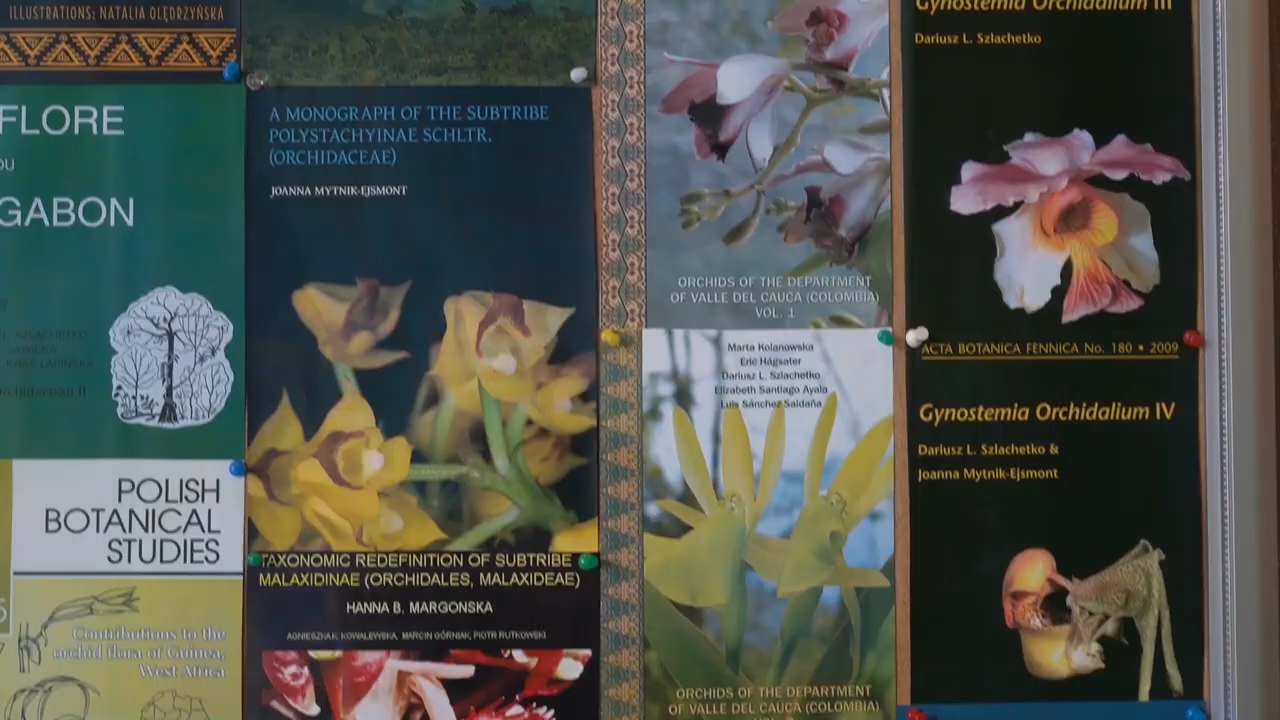 ILLUSTRATIONS: NATALIA OLĘDRZYŃSKA
FLORE
DU
GABON
POLISH
BOTANICAL
STUDIES
Contributions to the
orchid flora of Guinea,
West Africa
A MONOGRAPH OF THE SUBTRIBE
POLYSTACHYINAE SCHLTR.
(ORCHIDACEAE)
JOANNA MYTNIK-EJSMONT
TAXONOMIC REDEFINITION OF SUBTRIBE
MALAXIDINAE (ORCHIDALES, MALAXIDEAE)
HANNA B. MARGONSKA
AGNIESZKA K. KOWALEWSKA, MARCIN GÓRNIAK, PIOTR RUTKOWSKI
ORCHIDS OF THE DEPARTMENT
OF VALLE DEL CAUCA (COLOMBIA)
VOL. 1
Marta Kolanowska
Eric Hágsater
Dariusz L. Szlachetko
Elizabeth Santiago Ayala
Luis Sánchez Saldaña
ORCHIDS OF THE DEPARTMENT
OF VALLE DEL CAUCA (COLOMBIA)
Gynostemia Orchidalium III
Dariusz L. Szlachetko
ACTA BOTANICA FENNICA No. 180 • 2009
Gynostemia Orchidalium IV
Dariusz L. Szlachetko &
Joanna Mytnik-Ejsmont